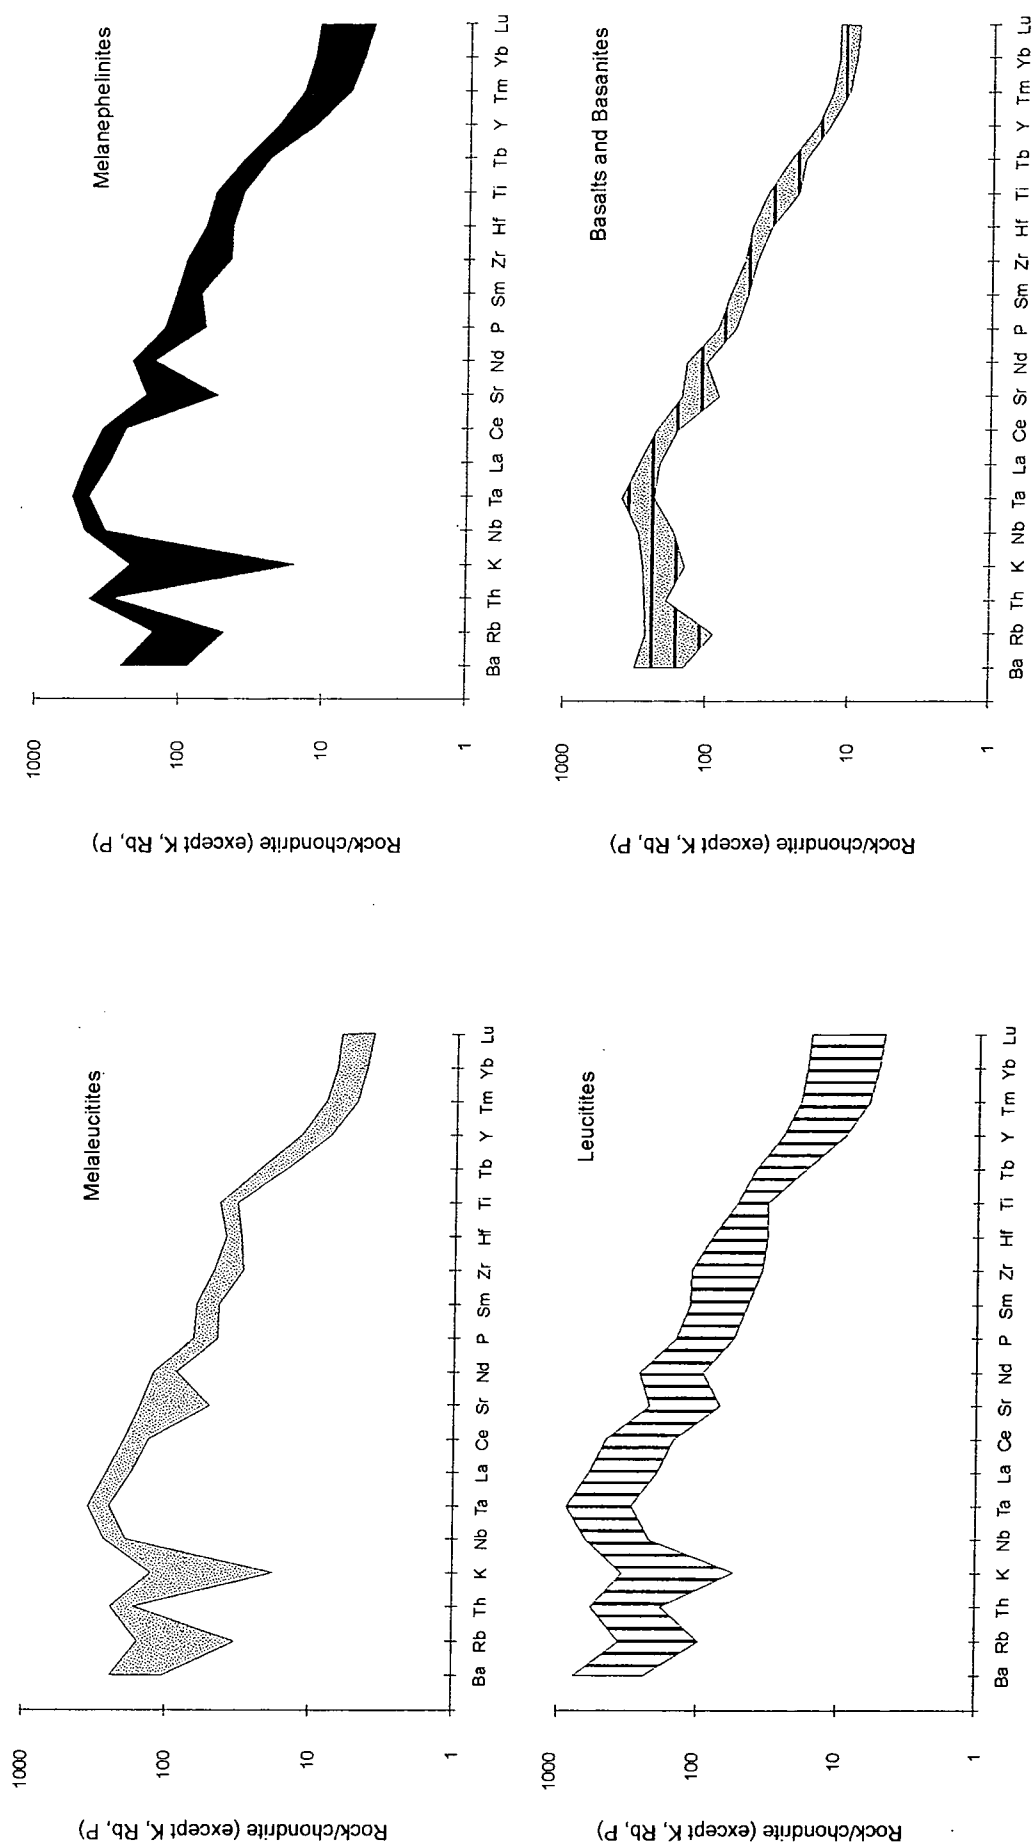 Melaleucitites
Rock/chondrite (except K, Rb, P)
1000
100
10
1
Ba Rb Th K Nb Ta La Ce Sr Nd P Sm Zr Hf Ti Tb Y Tm Yb Lu
Melanephelinites
Rock/chondrite (except K, Rb, P)
1000
100
10
1
Ba Rb Th K Nb Ta La Ce Sr Nd P Sm Zr Hf Ti Tb Y Tm Yb Lu
Leucitites
Rock/chondrite (except K, Rb, P)
1000
100
10
1
Ba Rb Th K Nb Ta La Ce Sr Nd P Sm Zr Hf Ti Tb Y Tm Yb Lu
Basalts and Basanites
Rock/chondrite (except K, Rb, P)
1000
100
10
1
Ba Rb Th K Nb Ta La Ce Sr Nd P Sm Zr Hf Ti Tb Y Tm Yb Lu